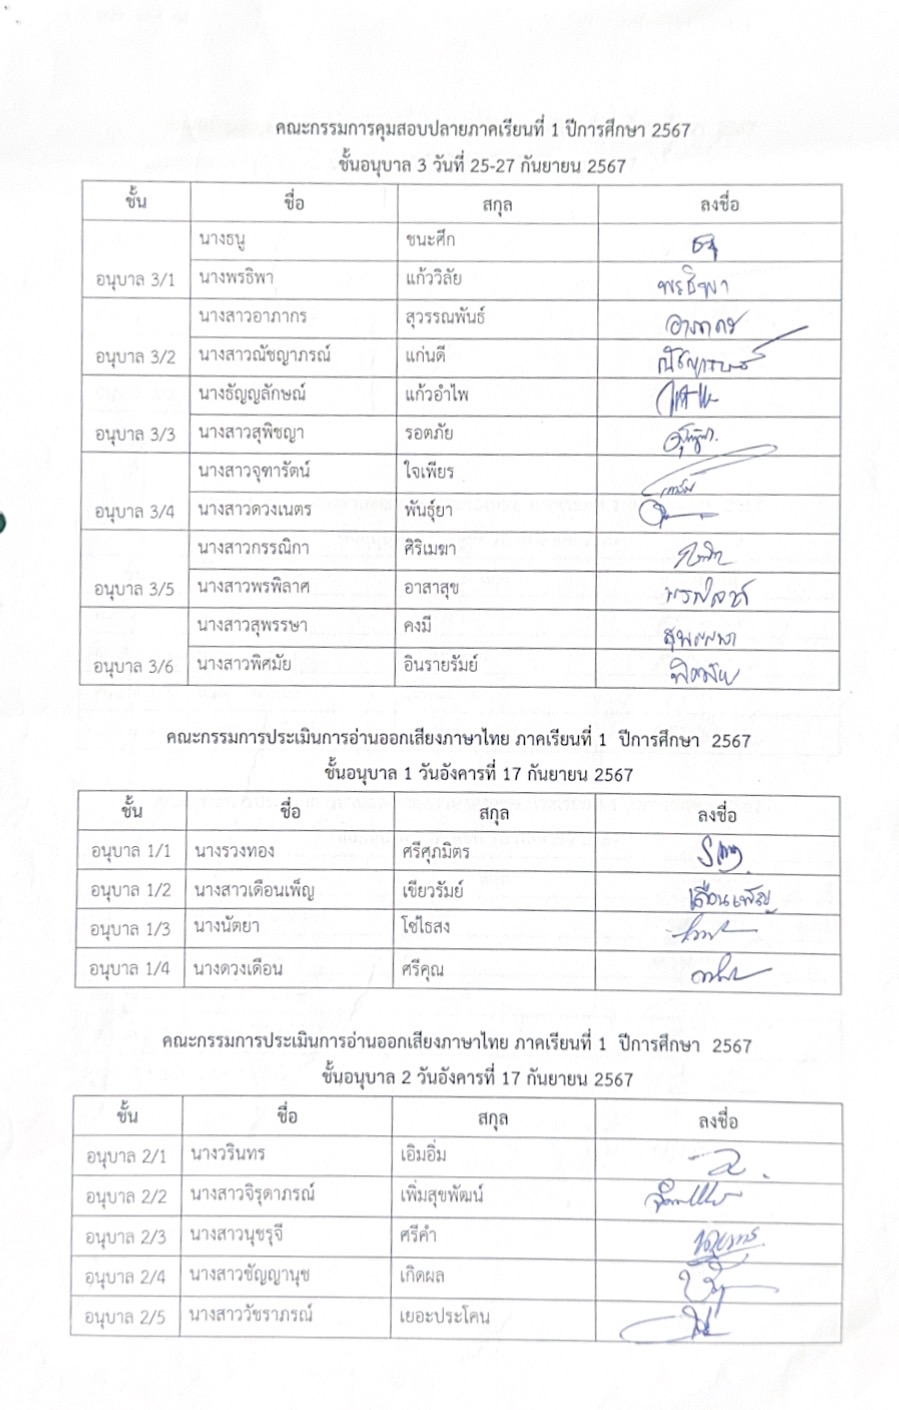 คณะกรรมการคุมสอบปลายภาคเรียนที่ 1 ปีการศึกษา 2567
ชั้นอนุบาล 3 วันที่ 25-27 กันยายน 2567
ชั้น ชื่อ สกุล ลงชื่อ
นางธนู ชนะศึก
อนุบาล 3/1 นางพรธิพา แก้ววิลัย พรธิพา
นางสาวอาภากร สุวรรณพันธ์ อาภากร
อนุบาล 3/2 นางสาวณัชญาภรณ์ แก่นดี
นางธัญญลักษณ์ แก้วอำไพ
อนุบาล 3/3 นางสาวสุพิชญา รอตภัย
นางสาวจุฑารัตน์ ใจเพียร
อนุบาล 3/4 นางสาวดวงเนตร พันธุ์ยา
นางสาวกรรณิกา ศิริเมฆา
อนุบาล 3/5 นางสาวพรพิลาศ อาสาสุข พรพิลาศ
นางสาวสุพรรษา คงมี สุพรรษา
อนุบาล 3/6 นางสาวพิศมัย อินรายรัมย์ พิศมัย
คณะกรรมการประเมินการอ่านออกเสียงภาษาไทย ภาคเรียนที่ 1 ปีการศึกษา 2567
ชั้นอนุบาล 1 วันอังคารที่ 17 กันยายน 2567
ชั้น ชื่อ สกุล ลงชื่อ
อนุบาล 1/1 นางรวงทอง ศรีศุภมิตร
อนุบาล 1/2 นางสาวเดือนเพ็ญ เขียวรัมย์ เดือนเพ็ญ
อนุบาล 1/3 นางนัตยา โชไธสง
อนุบาล 1/4 นางดวงเดือน ศรีคุณ
คณะกรรมการประเมินการอ่านออกเสียงภาษาไทย ภาคเรียนที่ 1 ปีการศึกษา 2567
ชั้นอนุบาล 2 วันอังคารที่ 17 กันยายน 2567
ชั้น ชื่อ สกุล ลงชื่อ
อนุบาล 2/1 นางวรินทร เอิมอิ่ม
อนุบาล 2/2 นางสาวจิรุดาภรณ์ เพิ่มสุขพัฒน์
อนุบาล 2/3 นางสาวนุชรุจี ศรีคำ
อนุบาล 2/4 นางสาวชัญญานุช เกิดผล
อนุบาล 2/5 นางสาววัชราภรณ์ เยอะประโคน